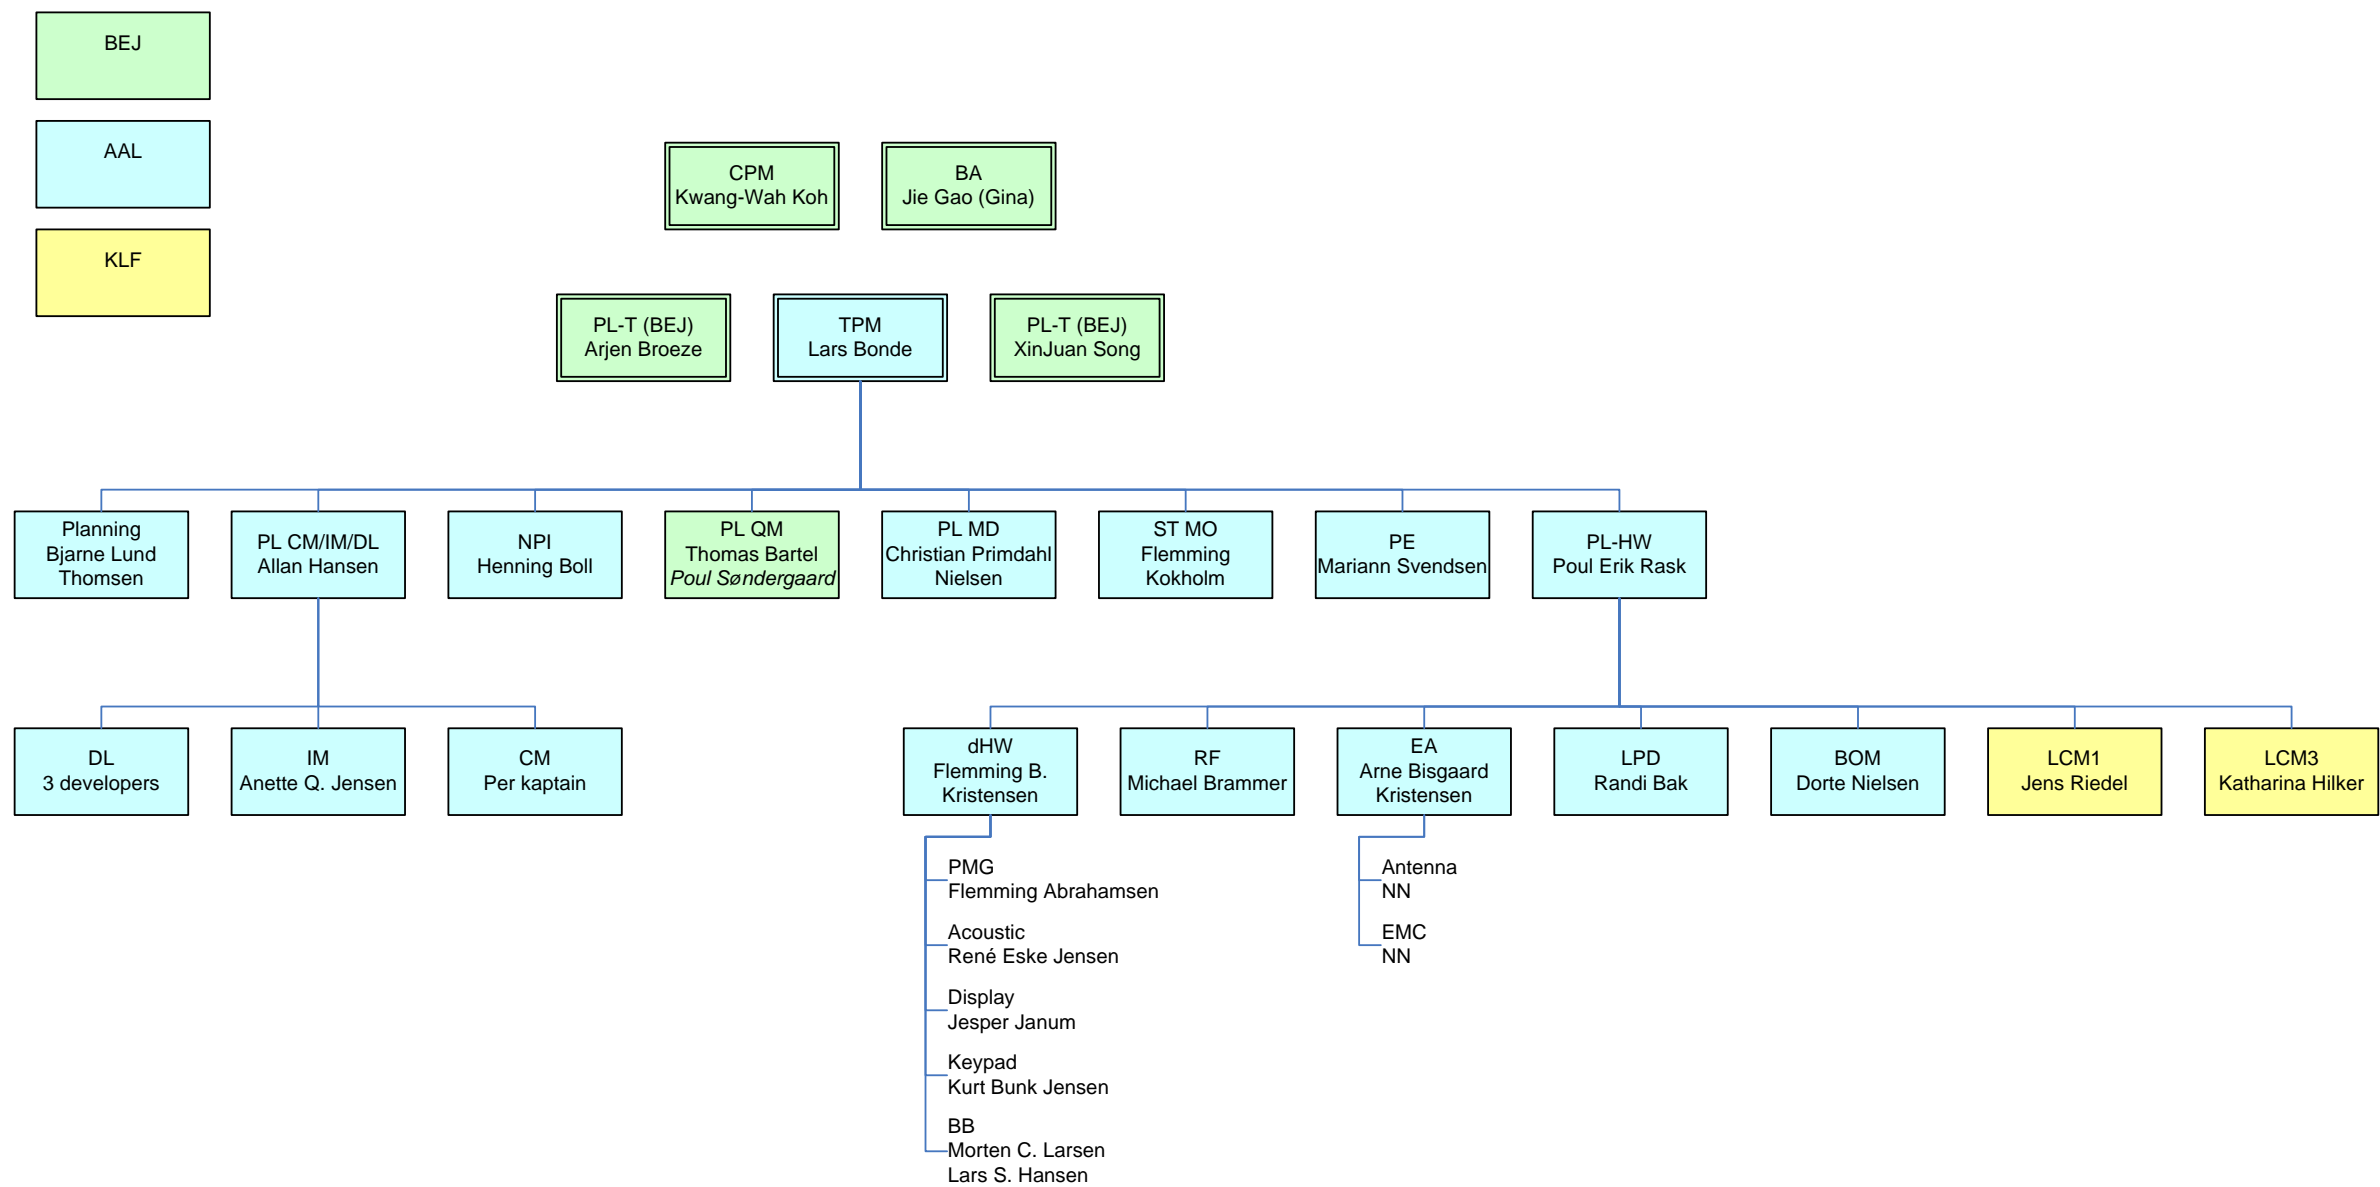 BEJ
AAL
KLF
CPM
Kwang-Wah Koh
BA
Jie Gao (Gina)
PL-T (BEJ)
Arjen Broeze
TPM
Lars Bonde
PL-T (BEJ)
XinJuan Song
Planning
Bjarne Lund
Thomsen
PL CM/IM/DL
Allan Hansen
NPI
Henning Boll
PL QM
Thomas Bartel
Poul Søndergaard
PL MD
Christian Primdahl
Nielsen
ST MO
Flemming
Kokholm
PE
Mariann Svendsen
PL-HW
Poul Erik Rask
DL
3 developers
IM
Anette Q. Jensen
CM
Per kaptain
dHW
Flemming B.
Kristensen
RF
Michael Brammer
EA
Arne Bisgaard
Kristensen
LPD
Randi Bak
BOM
Dorte Nielsen
LCM1
Jens Riedel
LCM3
Katharina Hilker
PMG
Flemming Abrahamsen
Acoustic
René Eske Jensen
Display
Jesper Janum
Keypad
Kurt Bunk Jensen
BB
Morten C. Larsen
Lars S. Hansen
Antenna
NN
EMC
NN